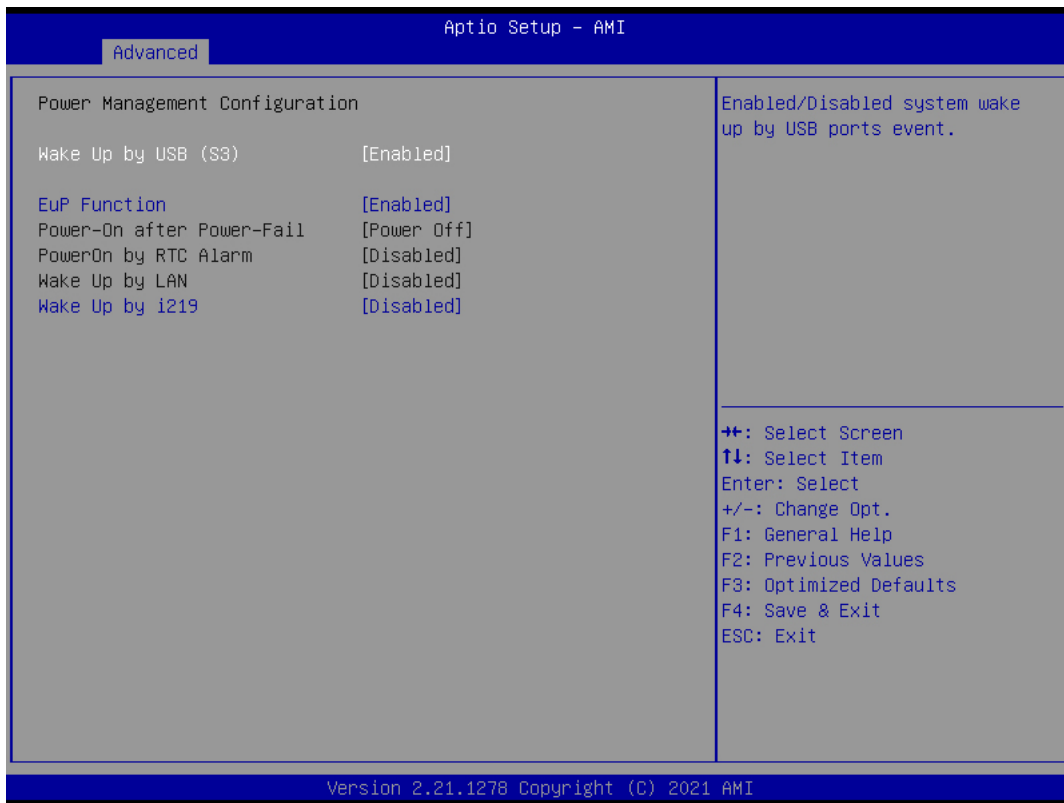 Aptio Setup – AMI
Advanced
Power Management Configuration
Wake Up by USB (S3) [Enabled]
EuP Function [Enabled]
Power-On after Power-Fail [Power Off]
PowerOn by RTC Alarm [Disabled]
Wake Up by LAN [Disabled]
Wake Up by i219 [Disabled]
Enabled/Disabled system wake
up by USB ports event.
→←: Select Screen
↑↓: Select Item
Enter: Select
+/-: Change Opt.
F1: General Help
F2: Previous Values
F3: Optimized Defaults
F4: Save & Exit
ESC: Exit
Version 2.21.1278 Copyright (C) 2021 AMI